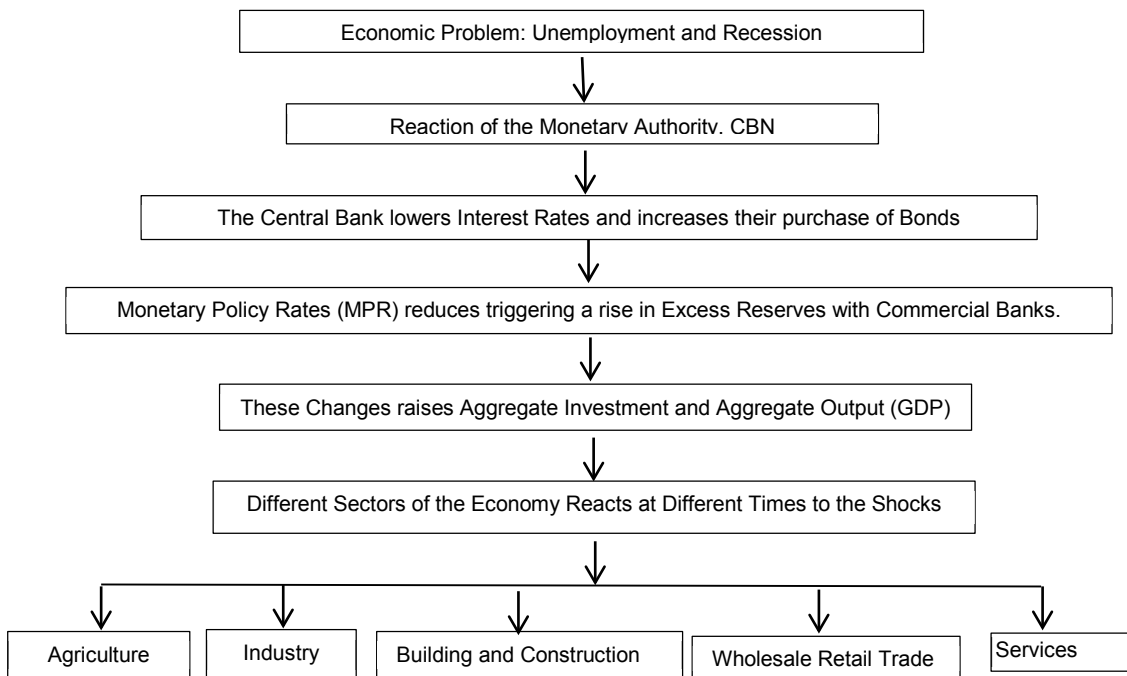 Economic Problem: Unemployment and Recession
Reaction of the Monetary Authority. CBN
The Central Bank lowers Interest Rates and increases their purchase of Bonds
Monetary Policy Rates (MPR) reduces triggering a rise in Excess Reserves with Commercial Banks.
These Changes raises Aggregate Investment and Aggregate Output (GDP)
Different Sectors of the Economy Reacts at Different Times to the Shocks
Agriculture
Industry
Building and Construction
Wholesale Retail Trade
Services